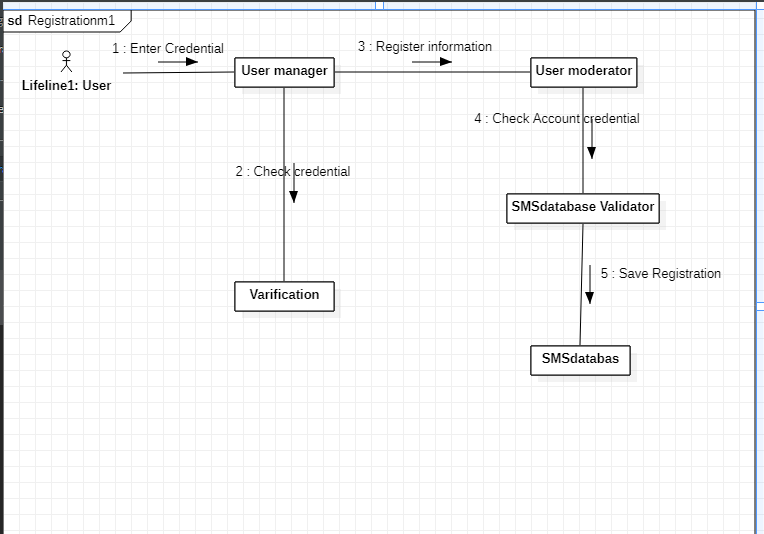 sd Registrationm1
1 : Enter Credential
3 : Register information
Lifeline1: User
User manager
User moderator
4 : Check Account credential
2 : Check credential
SMSdatabase Validator
5 : Save Registration
Varification
SMSdatabas